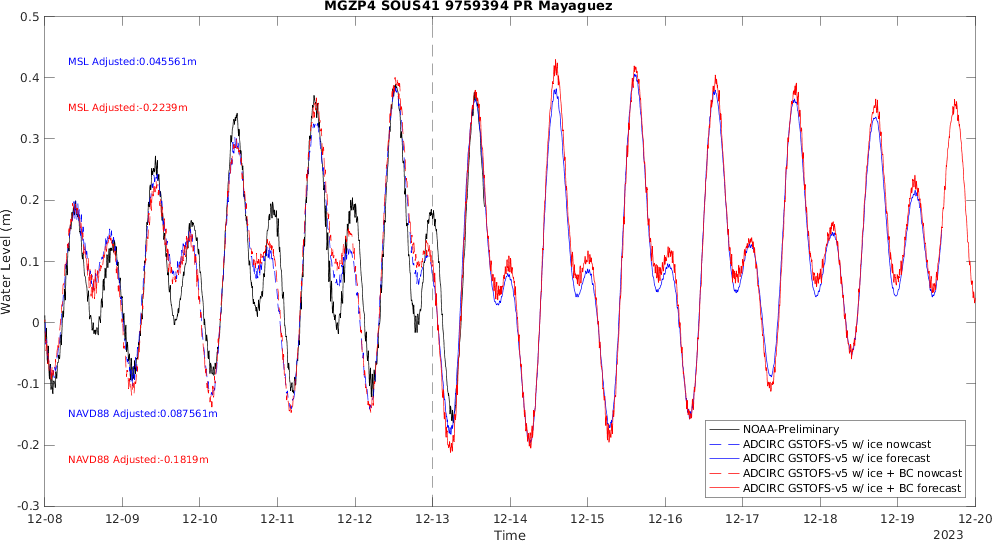 MGZP4 SOUS41 9759394 PR Mayaguez
0.5
0.4
0.3
0.2
0.1
0
-0.1
-0.2
-0.3
Water Level (m)
MSL Adjusted:0.045561m
MSL Adjusted:-0.2239m
NAVD88 Adjusted:0.087561m
NAVD88 Adjusted:-0.1819m
NOAA-Preliminary
ADCIRC GSTOFS-v5 w/ ice nowcast
ADCIRC GSTOFS-v5 w/ ice forecast
ADCIRC GSTOFS-v5 w/ ice + BC nowcast
ADCIRC GSTOFS-v5 w/ ice + BC forecast
12-08 12-09 12-10 12-11 12-12 12-13 12-14 12-15 12-16 12-17 12-18 12-19 12-20
Time
2023